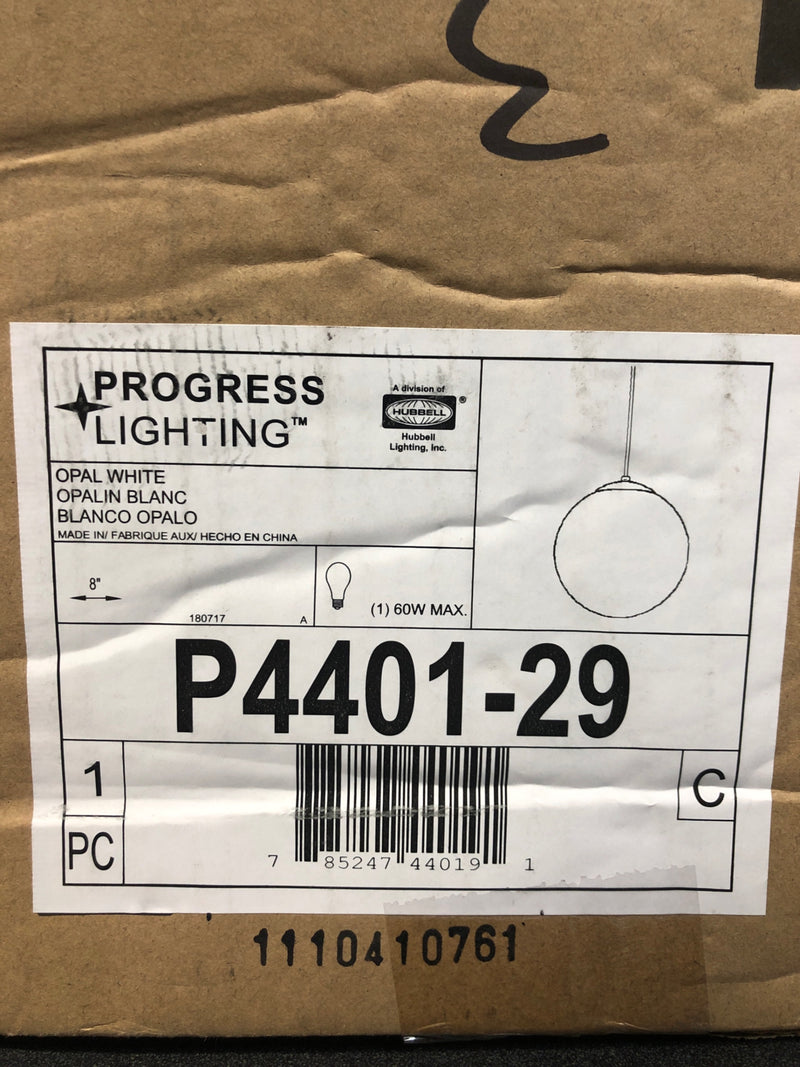 PROGRESS
LIGHTING™
A division of
HUBBELL®
Hubbell
Lighting, Inc.
OPAL WHITE
OPALIN BLANC
BLANCO OPALO
MADE IN/ FABRIQUE AUX/ HECHO EN CHINA
8"
180717 A
(1) 60W MAX.
P4401-29
1
PC
C
7 85247 44019 1
1110410761